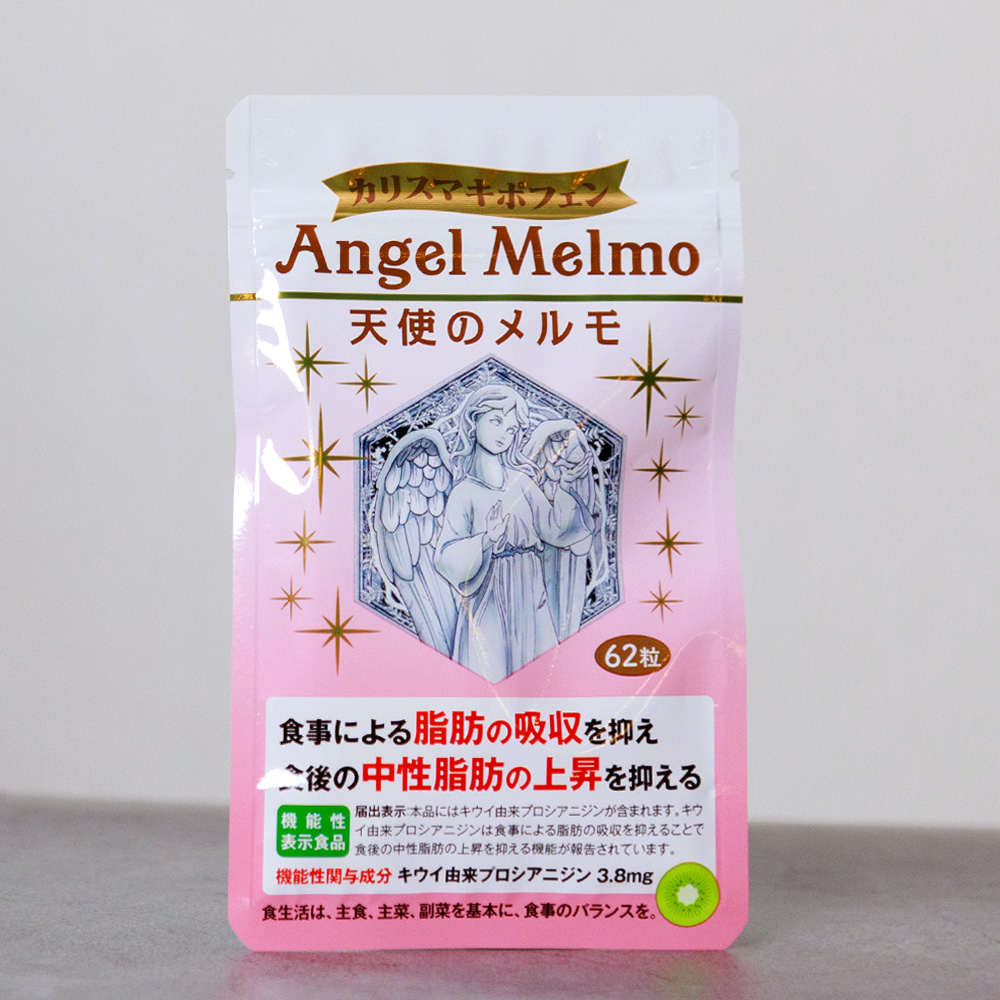 カリスマキポフェン
Angel Melmo
天使のメルモ
62粒
食事による脂肪の吸収を抑え
食後の中性脂肪の上昇を抑える
機能性
表示食品
届出表示:本品にはキウイ由来プロシアニジンが含まれます。キウ
イ由来プロシアニジンは食事による脂肪の吸収を抑えることで
食後の中性脂肪の上昇を抑える機能が報告されています。
機能性関与成分 キウイ由来プロシアニジン 3.8mg
食生活は、主食、主菜、副菜を基本に、食事のバランスを。